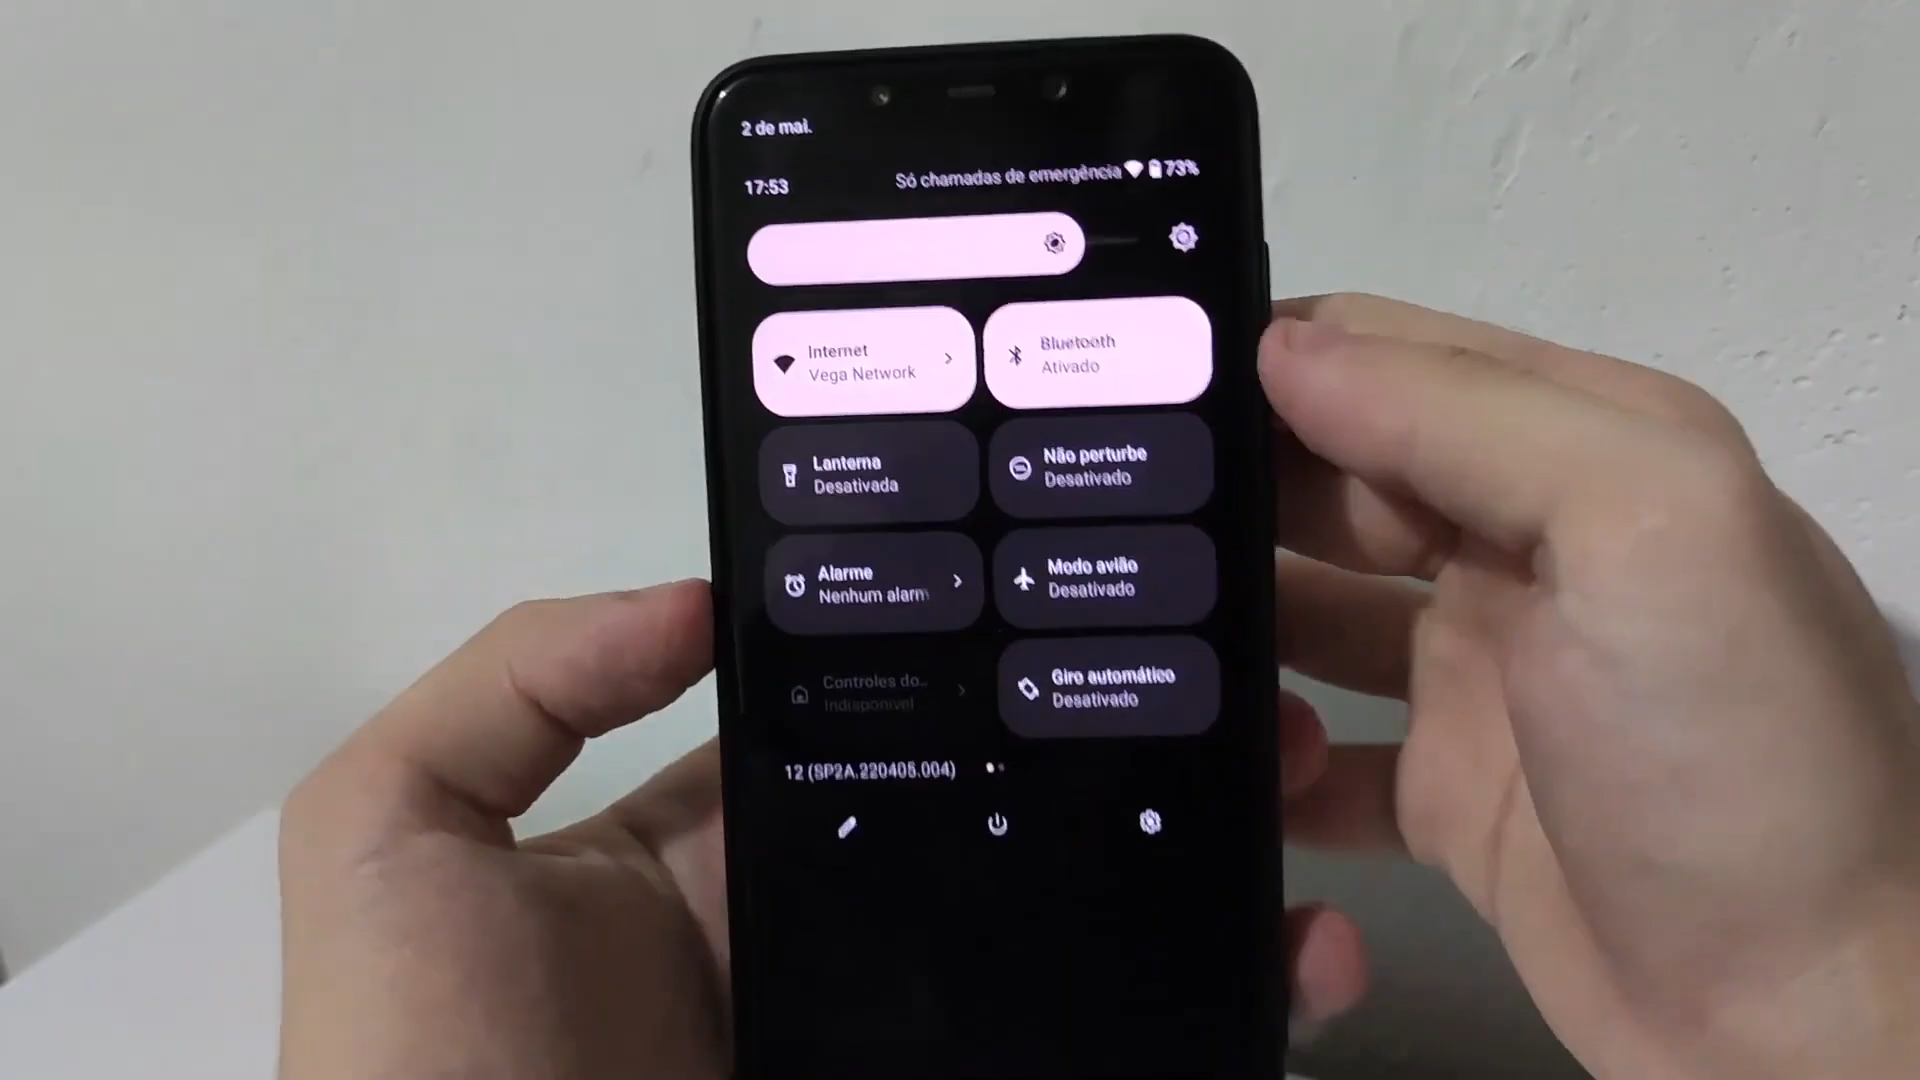 2 de mai.
17:53
Só chamadas de emergência 73%
Internet
Vega Network
Bluetooth
Ativado
Lanterna
Desativada
Não perturbe
Desativado
Alarme
Nenhum alarm
Modo avião
Desativado
Controles do...
Indisponível
Giro automático
Desativado
12 (SP2A.220405.004)